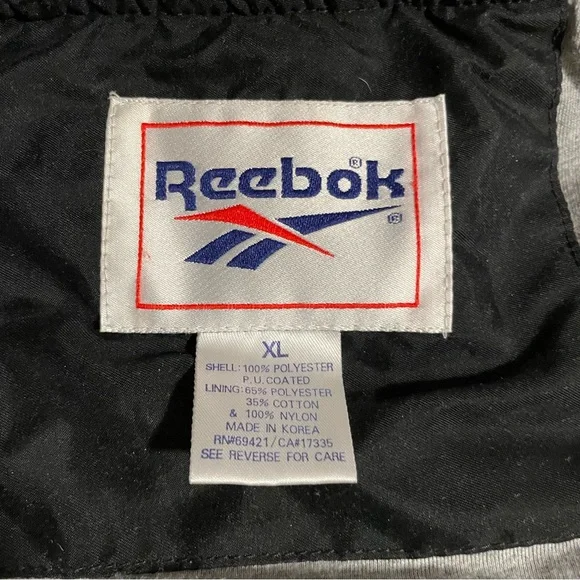 Reebok®
®
XL
SHELL: 100% POLYESTER
P.U.COATED
LINING: 65% POLYESTER
35% COTTON
& 100% NYLON
MADE IN KOREA
RN#69421/CA#17335
SEE REVERSE FOR CARE